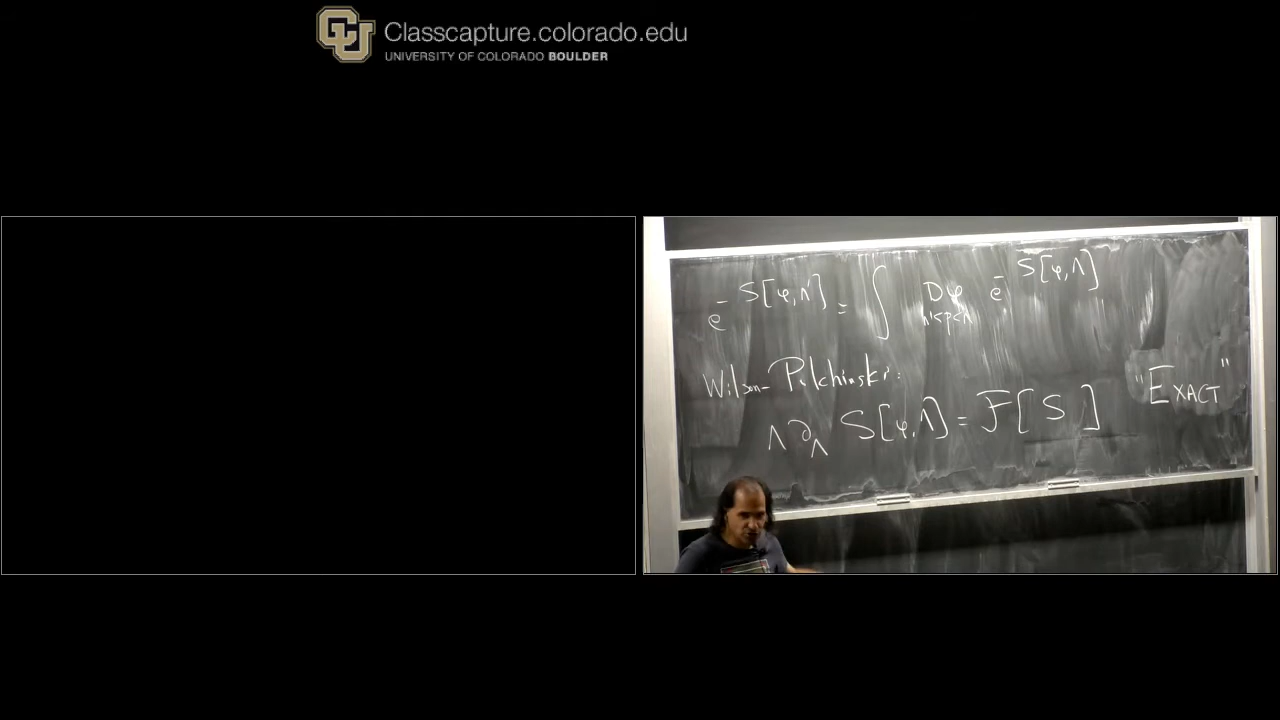 Classcapture.colorado.edu
UNIVERSITY OF COLORADO BOULDER
e^-S[φ,Λ'] = ∫ Dφ e^-S[φ,Λ]
Λ'<p<Λ
Wilson-Polchinski:
Λ∂_Λ S[φ,Λ] = F[S] "EXACT"